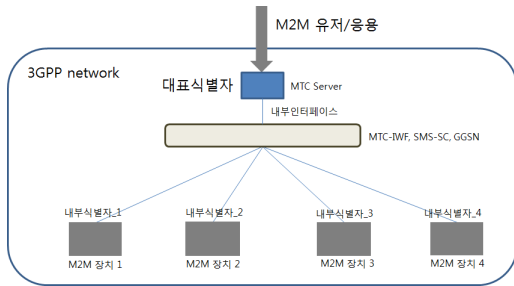 M2M 유저/응용
3GPP network
대표식별자
MTC Server
내부인터페이스
MTC-IWF, SMS-SC, GGSN
내부식별자_1
내부식별자_2
내부식별자_3
내부식별자_4
M2M 장치 1
M2M 장치 2
M2M 장치 3
M2M 장치 4